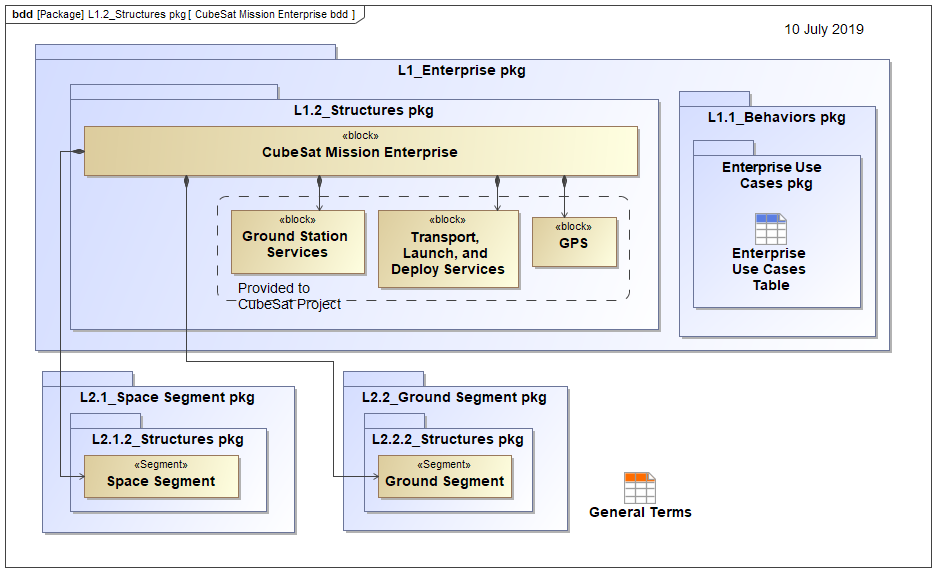 bdd [Package] L1.2_Structures pkg [ CubeSat Mission Enterprise bdd ]
10 July 2019
L1_Enterprise pkg
L1.2_Structures pkg
«block»
CubeSat Mission Enterprise
«block»
Ground Station
Services
«block»
Transport,
Launch, and
Deploy Services
«block»
GPS
Provided to
CubeSat Project
L1.1_Behaviors pkg
Enterprise Use
Cases pkg
Enterprise
Use Cases
Table
L2.1_Space Segment pkg
L2.1.2_Structures pkg
«Segment»
Space Segment
L2.2_Ground Segment pkg
L2.2.2_Structures pkg
«Segment»
Ground Segment
General Terms